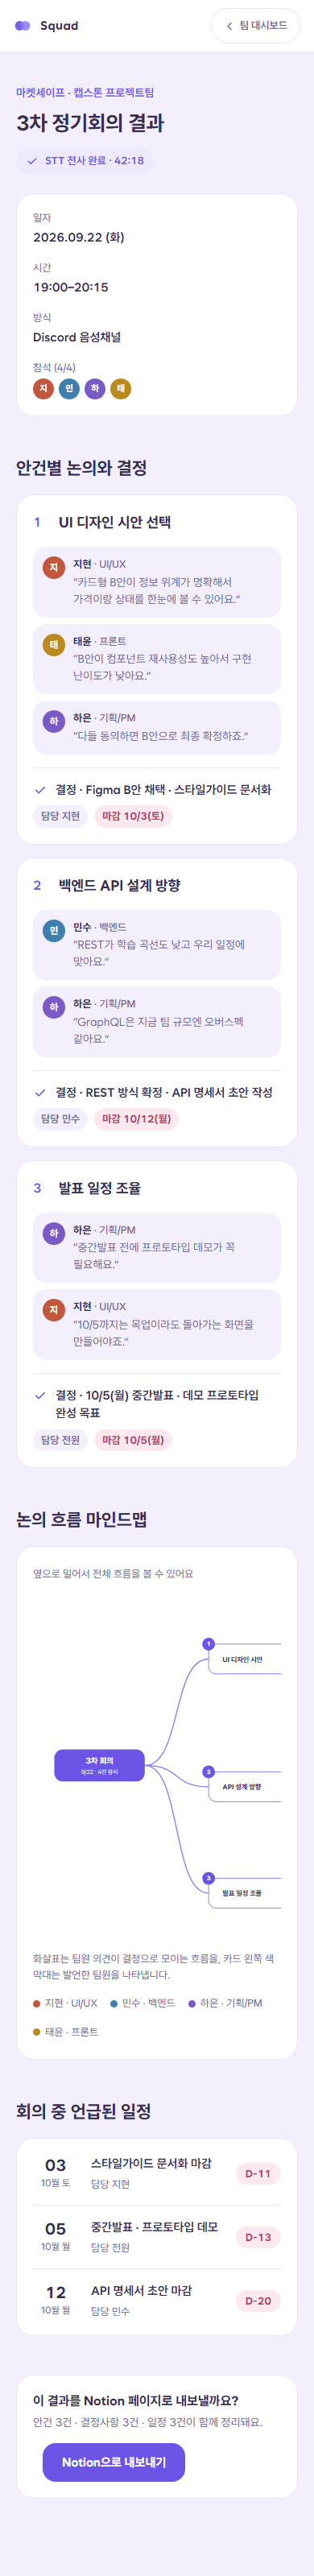 Squad
팀 대시보드
마켓세이프 · 캡스톤 프로젝트팀
3차 정기회의 결과
STT 전사 완료 · 42:18
일자
2026.09.22 (화)
시간
19:00–20:15
방식
Discord 음성채널
참석 (4/4)
지 민 하 태
안건별 논의와 결정
1 UI 디자인 시안 선택
지 지현 · UI/UX
“카드형 B안이 정보 위계가 명확해서
가격이랑 상태를 한눈에 볼 수 있어요.”
태 태윤 · 프론트
“B안이 컴포넌트 재사용성도 높아서 구현
난이도가 낮아요.”
하 하은 · 기획/PM
“다들 동의하면 B안으로 최종 확정하죠.”
결정 · Figma B안 채택 · 스타일가이드 문서화
담당 지현 마감 10/3(토)
2 백엔드 API 설계 방향
민 민수 · 백엔드
“REST가 학습 곡선도 낮고 우리 일정에
맞아요.”
하 하은 · 기획/PM
“GraphQL은 지금 팀 규모엔 오버스펙
같아요.”
결정 · REST 방식 확정 · API 명세서 초안 작성
담당 민수 마감 10/12(월)
3 발표 일정 조율
하 하은 · 기획/PM
“중간발표 전에 프로토타입 데모가 꼭
필요해요.”
지 지현 · UI/UX
“10/5까지는 목업이라도 돌아가는 화면을
만들어야죠.”
결정 · 10/5(월) 중간발표 · 데모 프로토타입
완성 목표
담당 전원 마감 10/5(월)
논의 흐름 마인드맵
옆으로 밀어서 전체 흐름을 볼 수 있어요
1
UI 디자인 시안
3차 회의
9/22 · 4인 참석
2
API 설계 방향
3
발표 일정 조율
화살표는 팀원 의견이 결정으로 모이는 흐름을, 카드 왼쪽 색
막대는 발언한 팀원을 나타냅니다.
지현 · UI/UX 민수 · 백엔드 하은 · 기획/PM
태윤 · 프론트
회의 중 언급된 일정
03 스타일가이드 문서화 마감 D-11
10월 토 담당 지현
05 중간발표 · 프로토타입 데모 D-13
10월 월 담당 전원
12 API 명세서 초안 마감 D-20
10월 월 담당 민수
이 결과를 Notion 페이지로 내보낼까요?
안건 3건 · 결정사항 3건 · 일정 3건이 함께 정리돼요.
Notion으로 내보내기